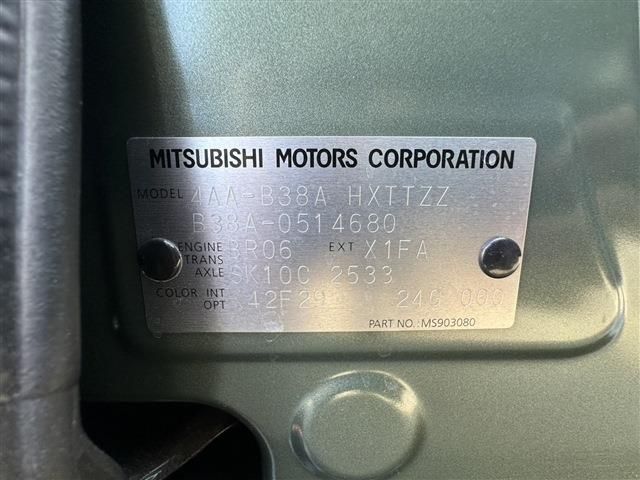 MITSUBISHI MOTORS CORPORATION
MODEL 4AA-B38A HXTTZZ
B38A-0514680
ENGINE BR06 EXT X1FA
TRANS AXLE SK10C 2533
COLOR INT OPT 42F29 24G 000
PART NO.: MS903080